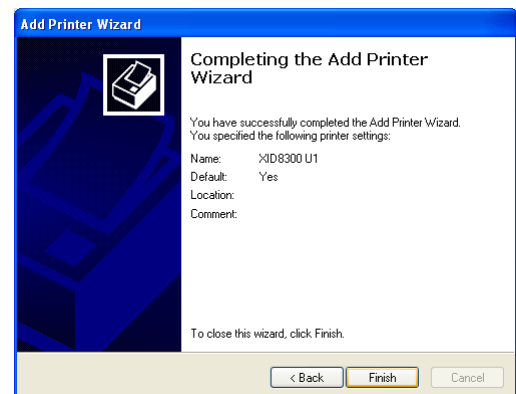 Add Printer Wizard
Completing the Add Printer
Wizard
You have successfully completed the Add Printer Wizard.
You specified the following printer settings:
Name: XID8300 U1
Default: Yes
Location:
Comment:
To close this wizard, click Finish.
< Back Finish Cancel